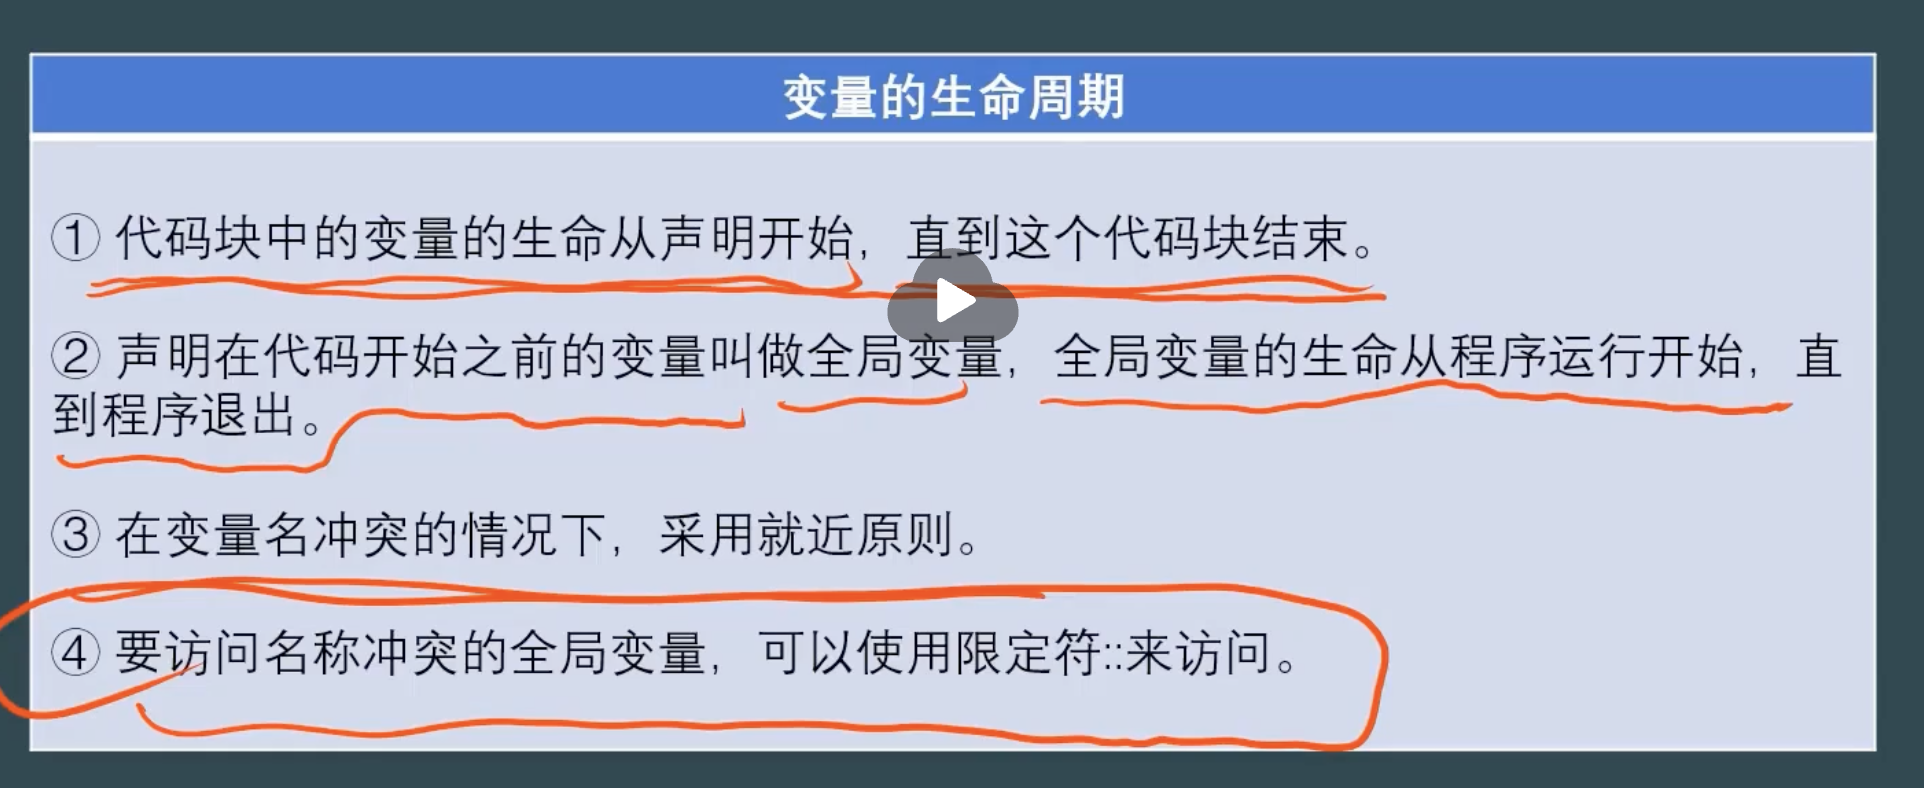 变量的生命周期
① 代码块中的变量的生命从声明开始，直到这个代码块结束。
② 声明在代码开始之前的变量叫做全局变量，全局变量的生命从程序运行开始，直
到程序退出。
③ 在变量名冲突的情况下，采用就近原则。
④ 要访问名称冲突的全局变量，可以使用限定符::来访问。